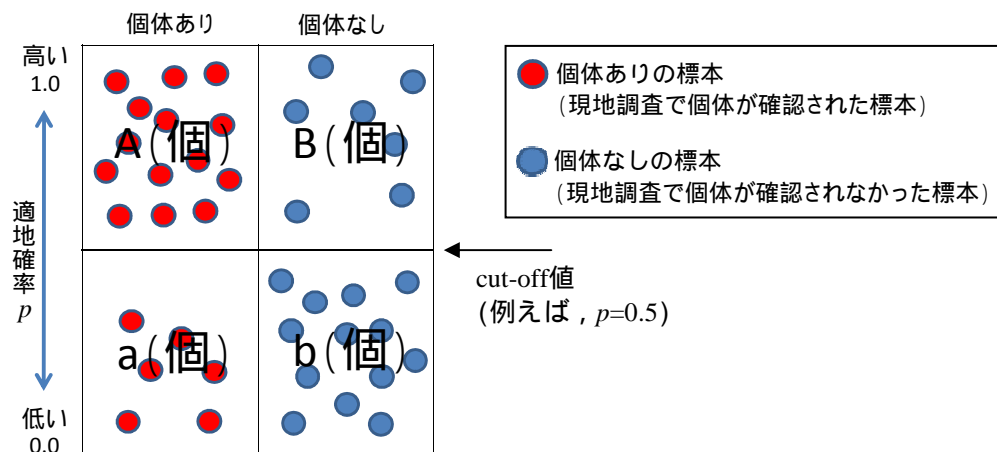 個体あり
個体なし
高い
1.0
適地確率 p
低い
0.0
A(個)
B(個)
a(個)
b(個)
個体ありの標本
(現地調査で個体が確認された標本)
個体なしの標本
(現地調査で個体が確認されなかった標本)
cut-off値
(例えば，p=0.5)